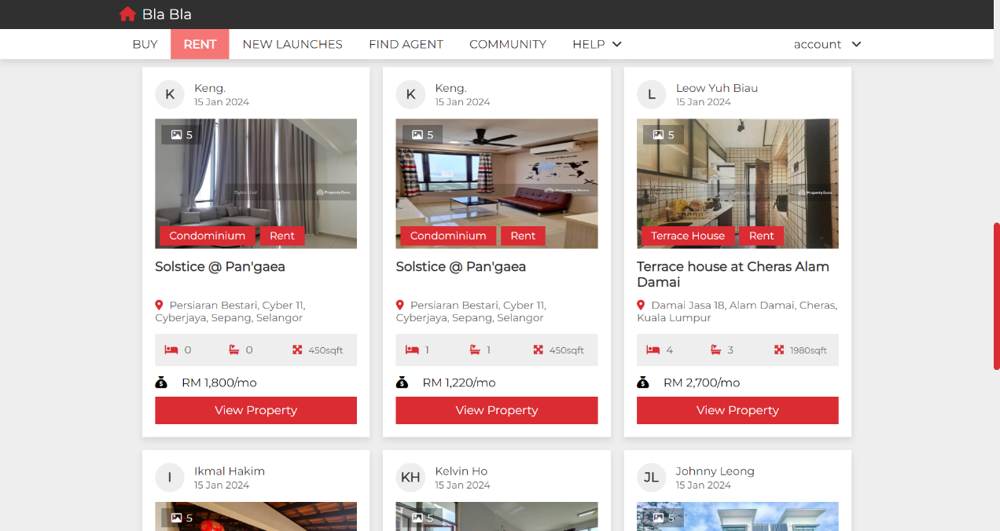 Bla Bla
BUY RENT NEW LAUNCHES FIND AGENT COMMUNITY HELP account
K Keng.
15 Jan 2024
5
PropertyGuru
Condominium Rent
Solstice @ Pan'gaea
Persiaran Bestari, Cyber 11,
Cyberjaya, Sepang, Selangor
0 0 450sqft
RM 1,800/mo
View Property
K Keng.
15 Jan 2024
5
Condominium Rent
Solstice @ Pan'gaea
Persiaran Bestari, Cyber 11,
Cyberjaya, Sepang, Selangor
1 1 450sqft
RM 1,220/mo
View Property
L Leow Yuh Biau
15 Jan 2024
5
PropertyGuru
Terrace House Rent
Terrace house at Cheras Alam
Damai
Damai Jasa 18, Alam Damai, Cheras,
Kuala Lumpur
4 3 1980sqft
RM 2,700/mo
View Property
I Ikmal Hakim
15 Jan 2024
5
KH Kelvin Ho
15 Jan 2024
5
JL Johnny Leong
15 Jan 2024
5